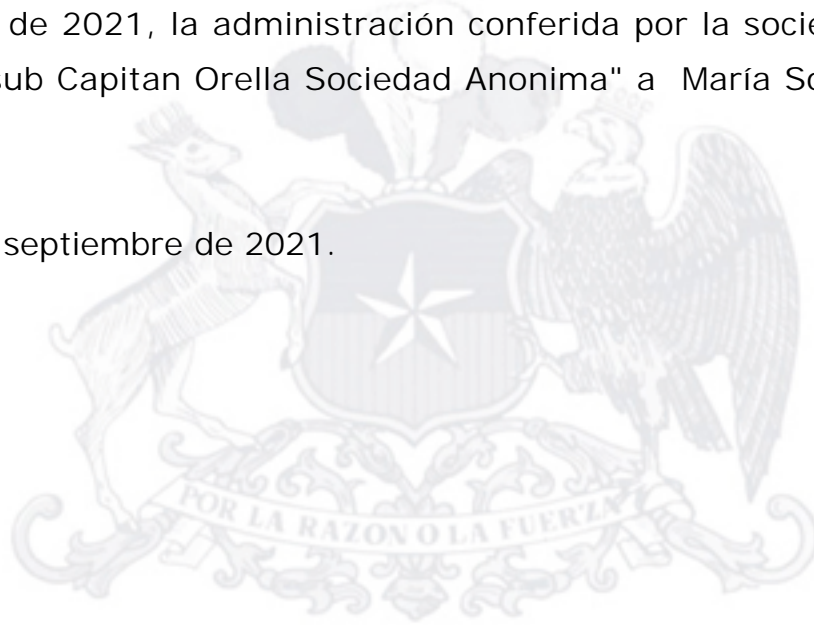 de 2021, la administración conferida por la socie
sub Capitan Orella Sociedad Anonima" a María So
septiembre de 2021.
POR LA RAZON O LA FUERZA